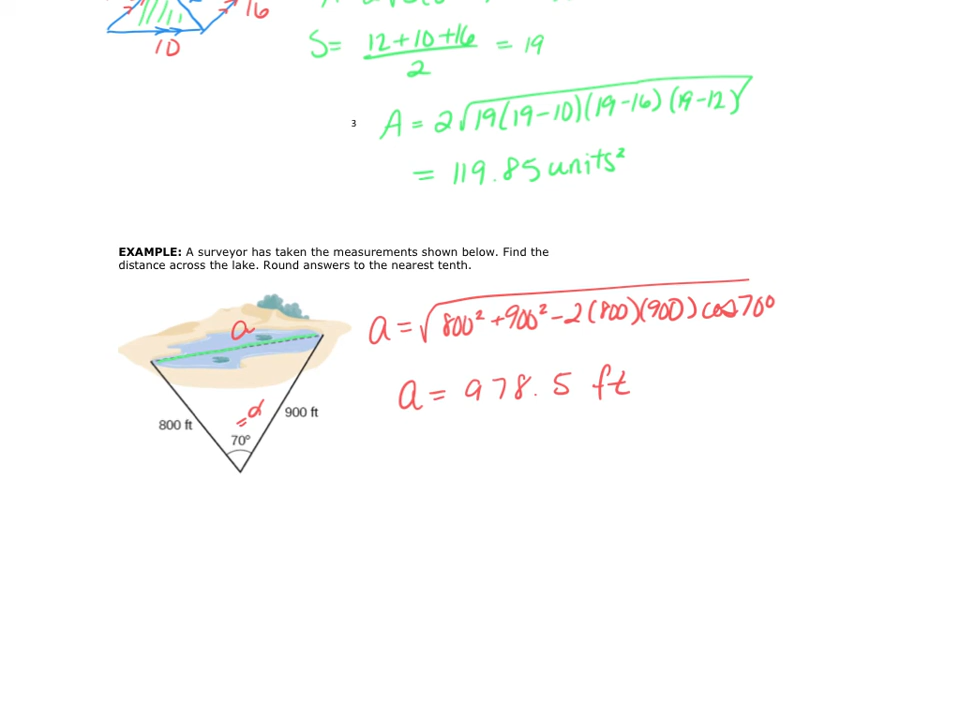 16
10
S= 12+10+16 / 2 = 19
3
A = 2√19(19-10)(19-16)(19-12)
= 119.85 units²
EXAMPLE: A surveyor has taken the measurements shown below. Find the
distance across the lake. Round answers to the nearest tenth.
a
a = √800² +900² -2(800)(900) cos70°
a = 978.5 ft
=α
800 ft
900 ft
70°